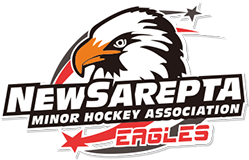 NEWSAREPTA
MINOR HOCKEY ASSOCIATION
EAGLES